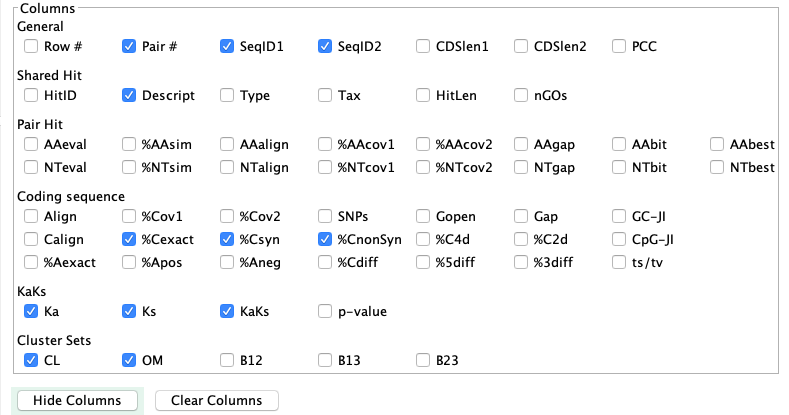 Columns
General
Row # Pair # SeqID1 SeqID2 CDSlen1 CDSlen2 PCC
Shared Hit
HitID Descript Type Tax HitLen nGOs
Pair Hit
AAeval %AAsim AAalign %AAcov1 %AAcov2 AAgap AAbit AAbest
NTeval %NTsim NTalign %NTcov1 %NTcov2 NTgap NTbit NTbest
Coding sequence
Align %Cov1 %Cov2 SNPs Gopen Gap GC-JI
Calign %Cexact %Csyn %CnonSyn %C4d %C2d CpG-JI
%Aexact %Apos %Aneg %Cdiff %5diff %3diff ts/tv
KaKs
Ka Ks KaKs p-value
Cluster Sets
CL OM B12 B13 B23
Hide Columns Clear Columns